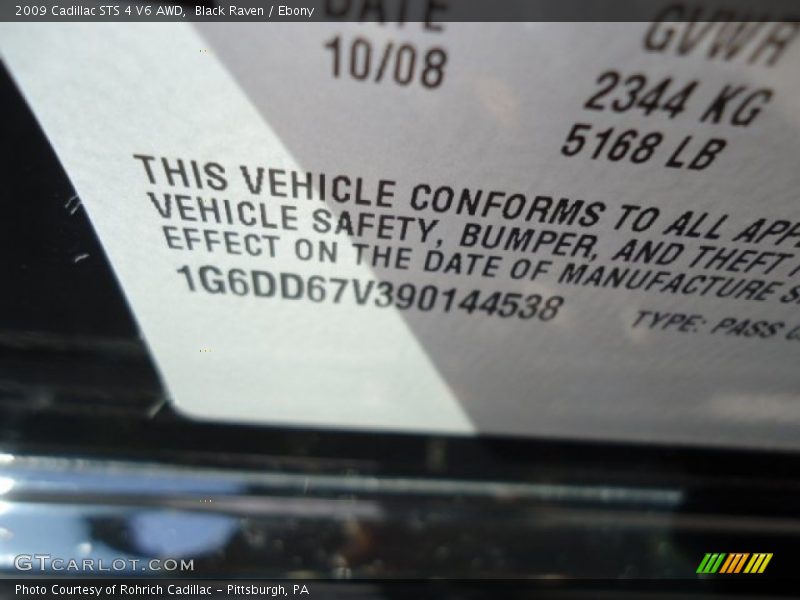 2009 Cadillac STS 4 V6 AWD, Black Raven / Ebony
DATE
GVWR
10/08
2344 KG
5168 LB
THIS VEHICLE CONFORMS TO ALL
VEHICLE SAFETY, BUMPER, AND THEFT
EFFECT ON THE DATE OF MANUFACTURE
1G6DD67V390144538
TYPE: PASS
GTCARLOT.COM
Photo Courtesy of Rohrich Cadillac - Pittsburgh, PA